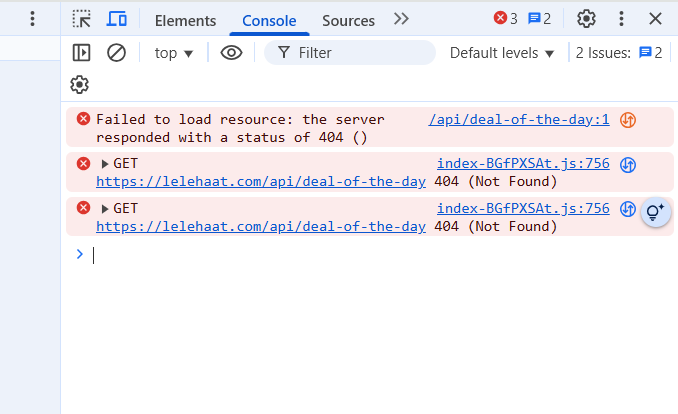 Elements Console Sources 3 2
top Filter Default levels 2 Issues: 2
Failed to load resource: the server /api/deal-of-the-day:1
responded with a status of 404 ()
GET index-BGfPXSAt.js:756
https://lelehaat.com/api/deal-of-the-day 404 (Not Found)
GET index-BGfPXSAt.js:756
https://lelehaat.com/api/deal-of-the-day 404 (Not Found)